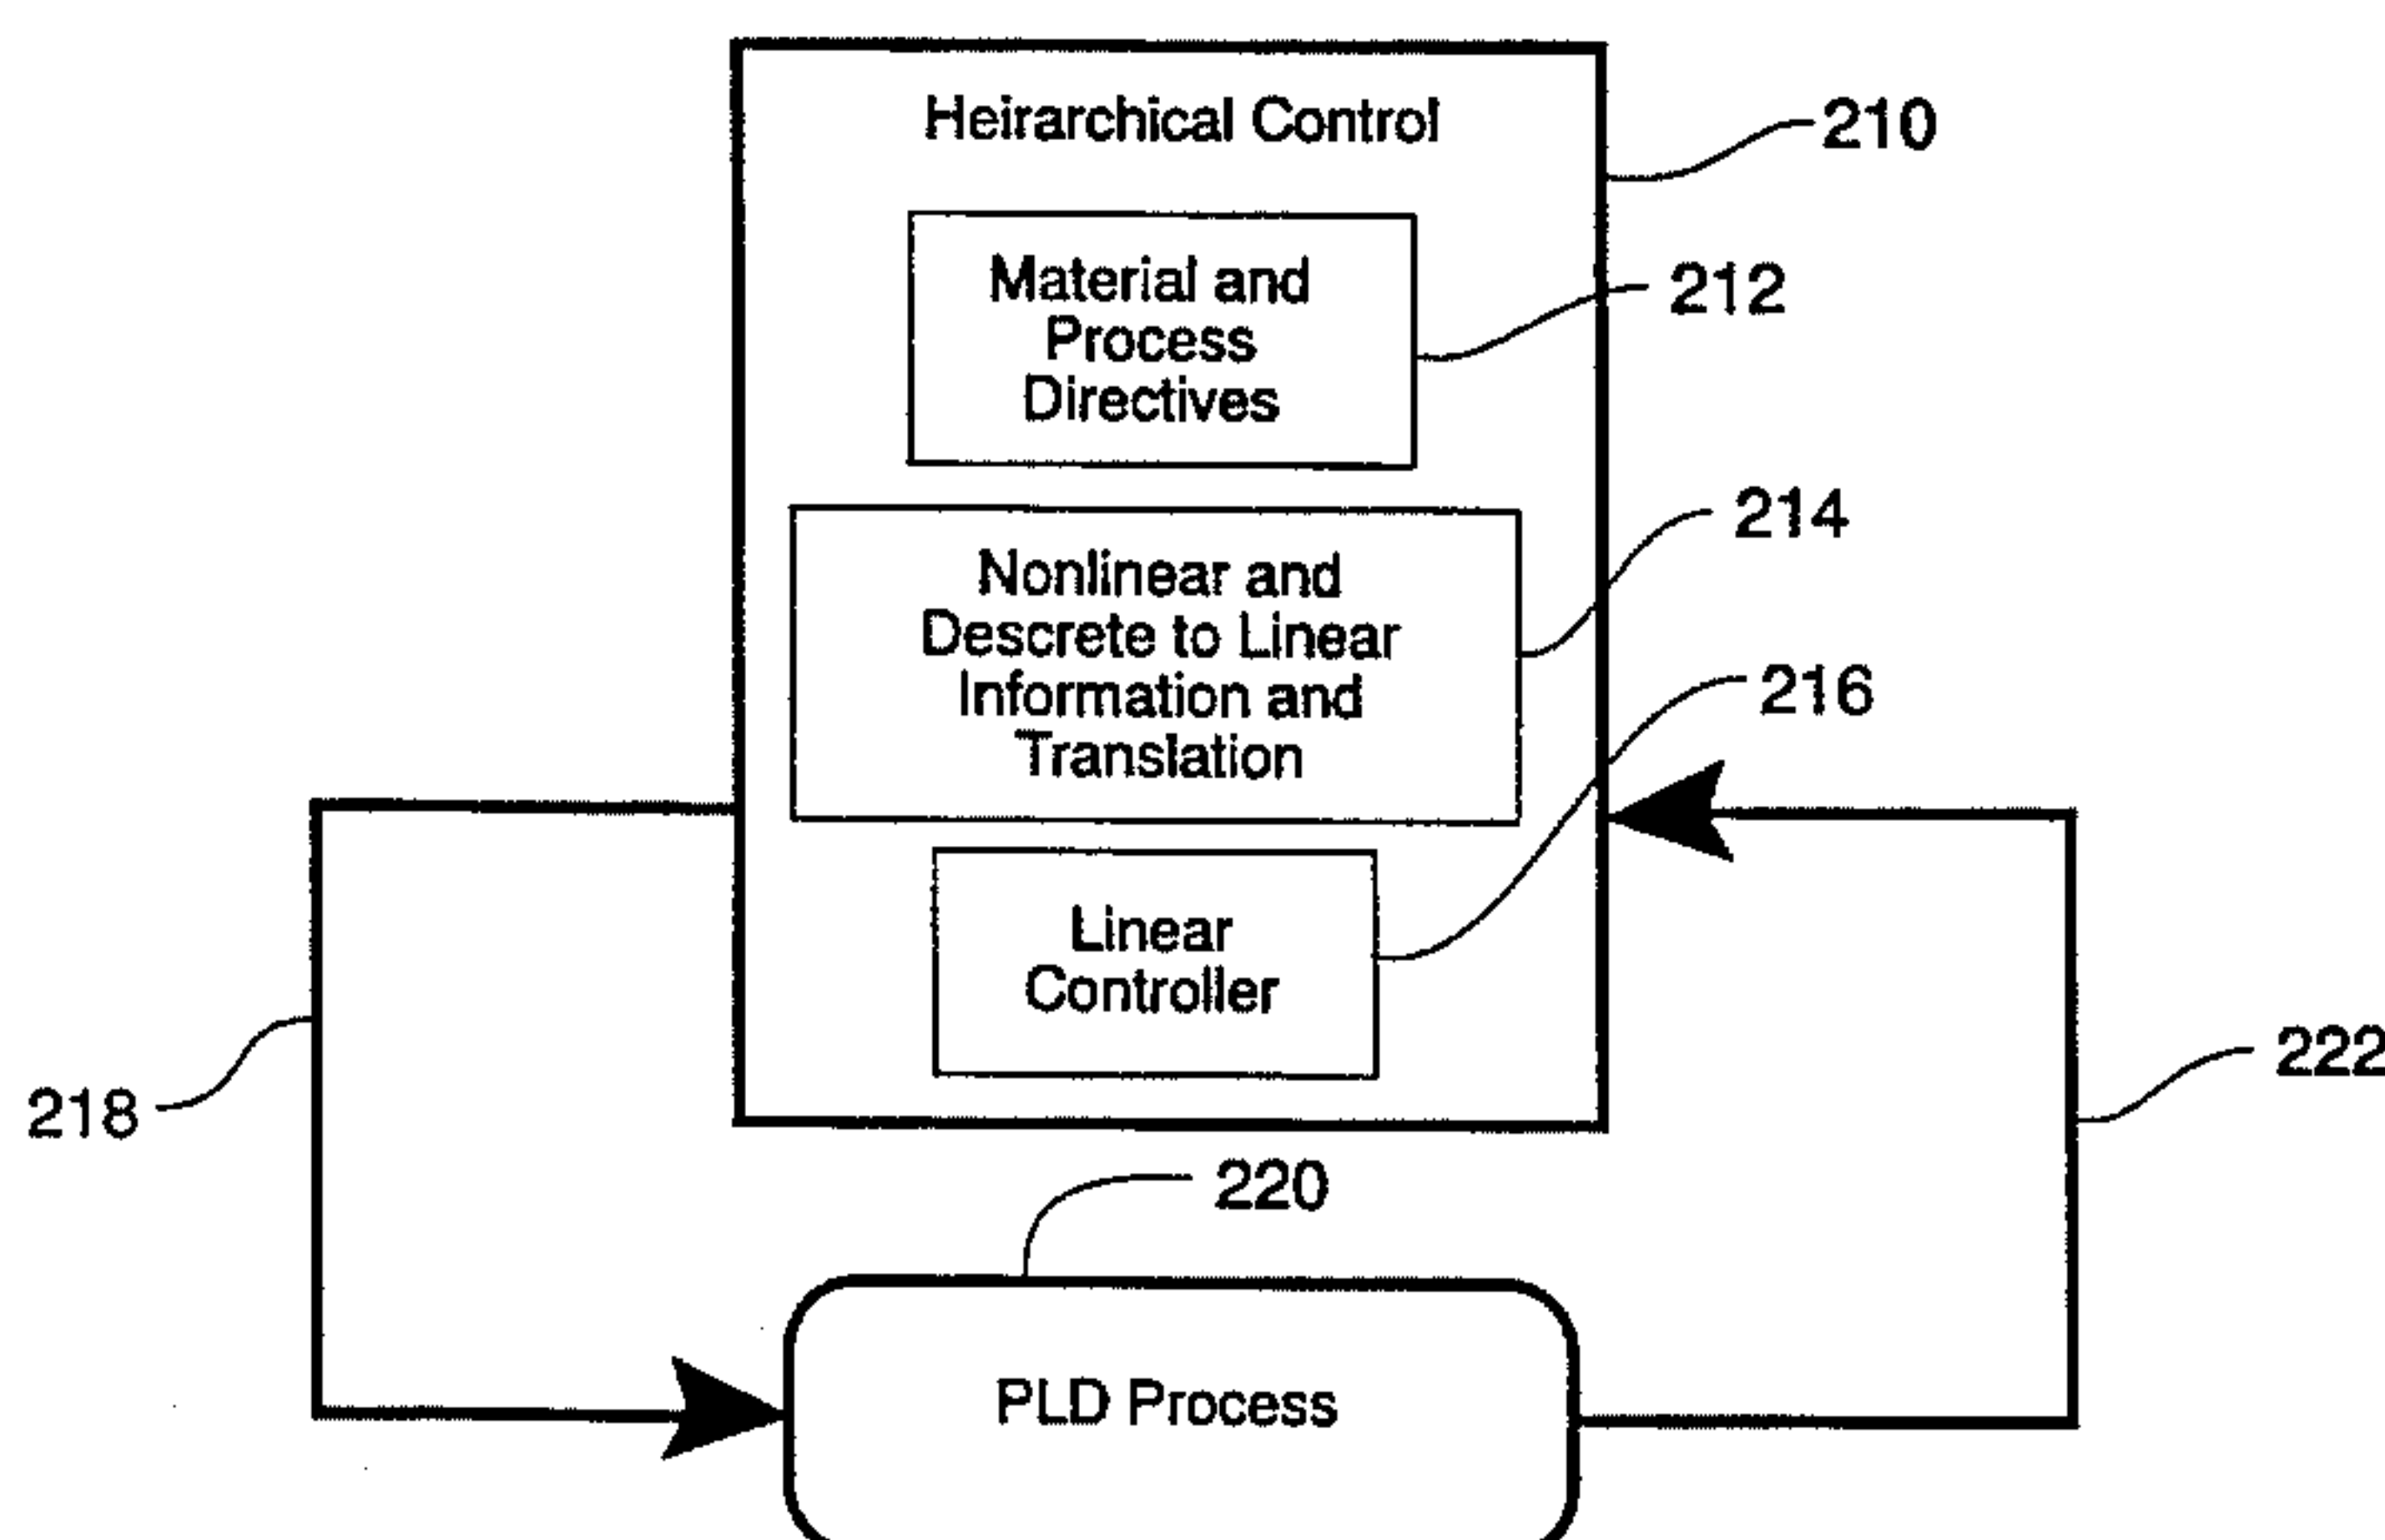 Heirarchical Control
210
Material and
Process
Directives
212
Nonlinear and
Descrete to Linear
Information and
Translation
214
216
Linear
Controller
218
222
220
PLD Process